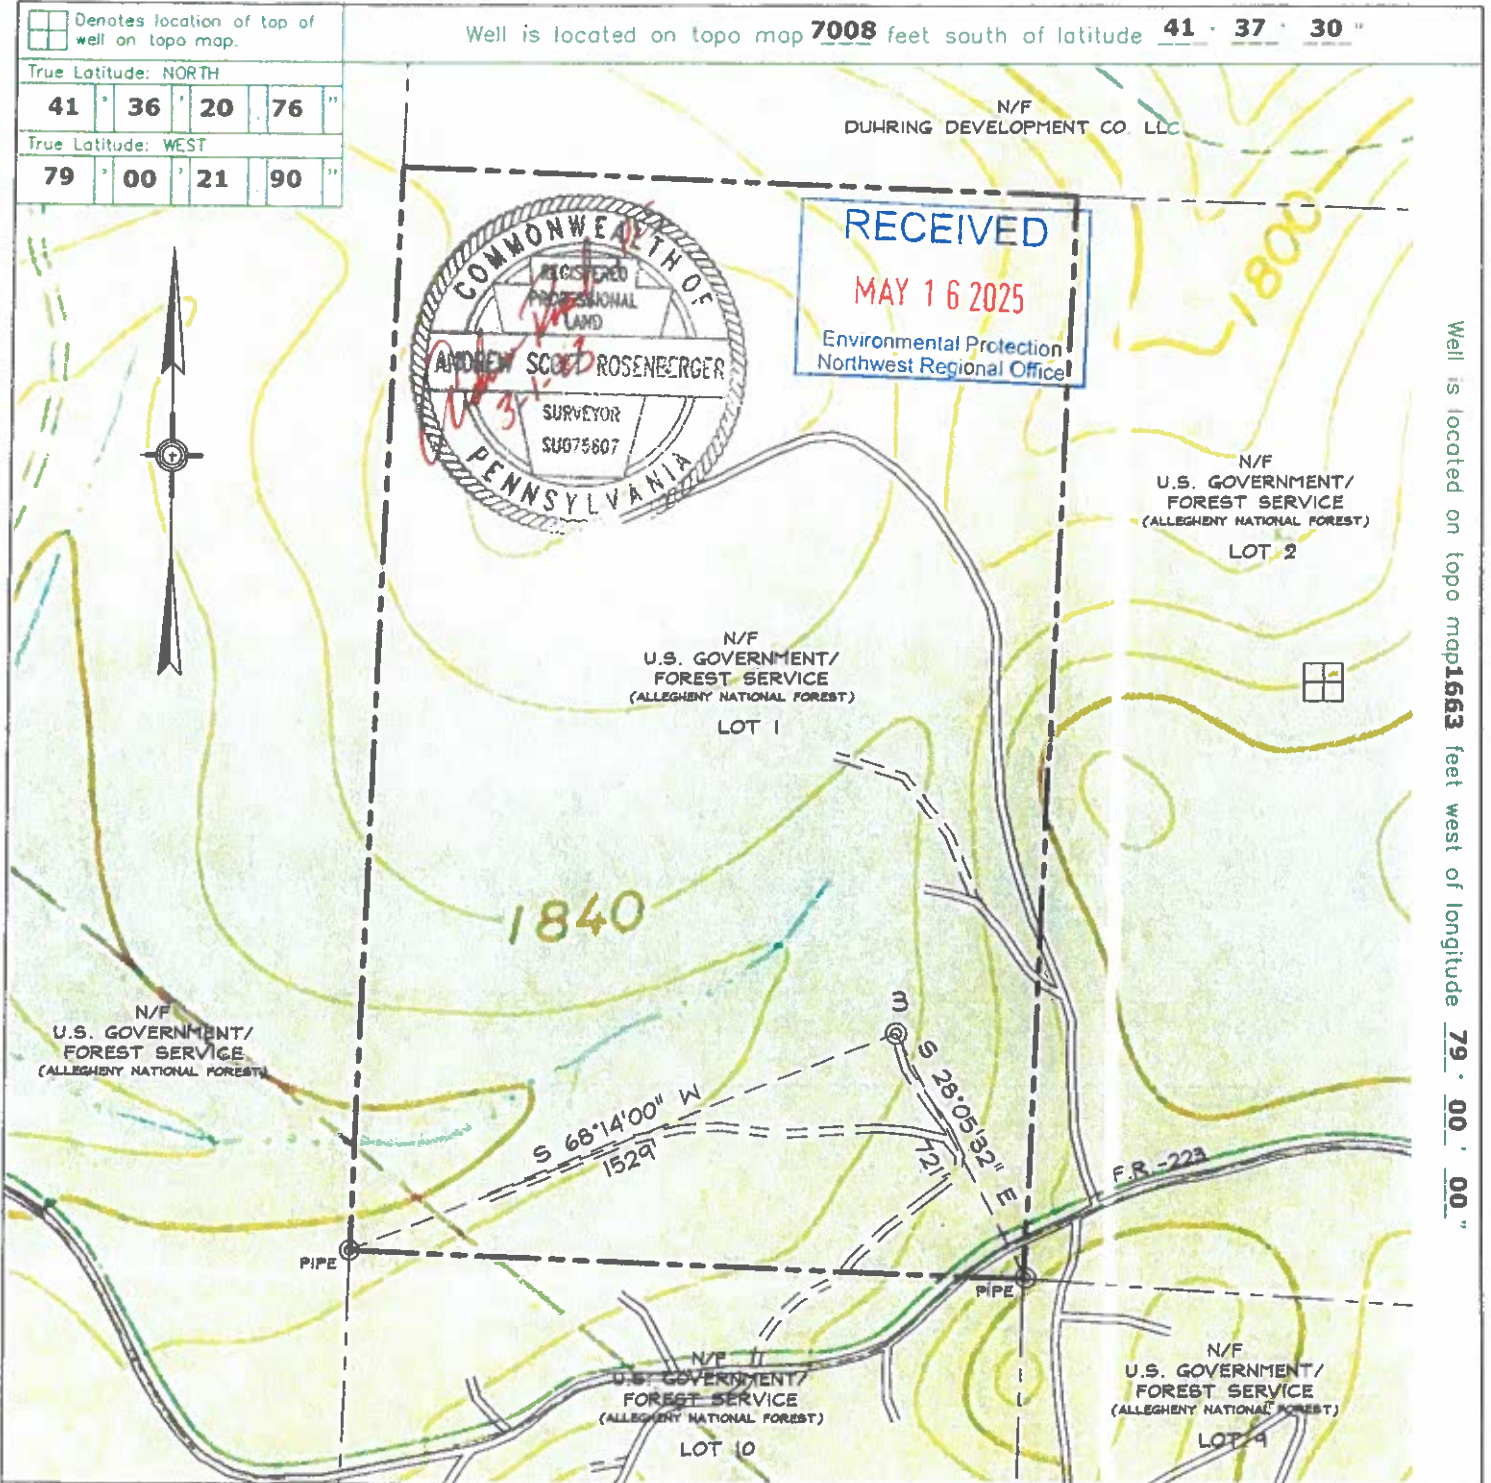 Denotes location of top of
well on topo map.
Well is located on topo map 7008 feet south of latitude 41 ° 37 ' 30 "
True Latitude: NORTH
41 ° 36 ' 20 . 76 "
True Latitude: WEST
79 ° 00 ' 21 . 90 "
N/F
DUHRING DEVELOPMENT CO. LLC
COMMONWEALTH OF
REGISTERED
PROFESSIONAL
LAND
ANDREW SCOTT ROSENBERGER
SURVEYOR
SU075607
PENNSYLVANIA
RECEIVED
MAY 16 2025
Environmental Protection
Northwest Regional Office
1800
Well is located on topo map 1663 feet west of longitude 79 ° 00 ' 00 "
N/F
U.S. GOVERNMENT/
FOREST SERVICE
(ALLEGHENY NATIONAL FOREST)
LOT 2
N/F
U.S. GOVERNMENT/
FOREST SERVICE
(ALLEGHENY NATIONAL FOREST)
LOT 1
1840
N/F
U.S. GOVERNMENT/
FOREST SERVICE
(ALLEGHENY NATIONAL FOREST)
3
S 68°14'00" W
1529'
S 28°05'32" E
721'
F.R.-223
PIPE
PIPE
N/F
U.S. GOVERNMENT/
FOREST SERVICE
(ALLEGHENY NATIONAL FOREST)
LOT 10
N/F
U.S. GOVERNMENT/
FOREST SERVICE
(ALLEGHENY NATIONAL FOREST)
LOT 9